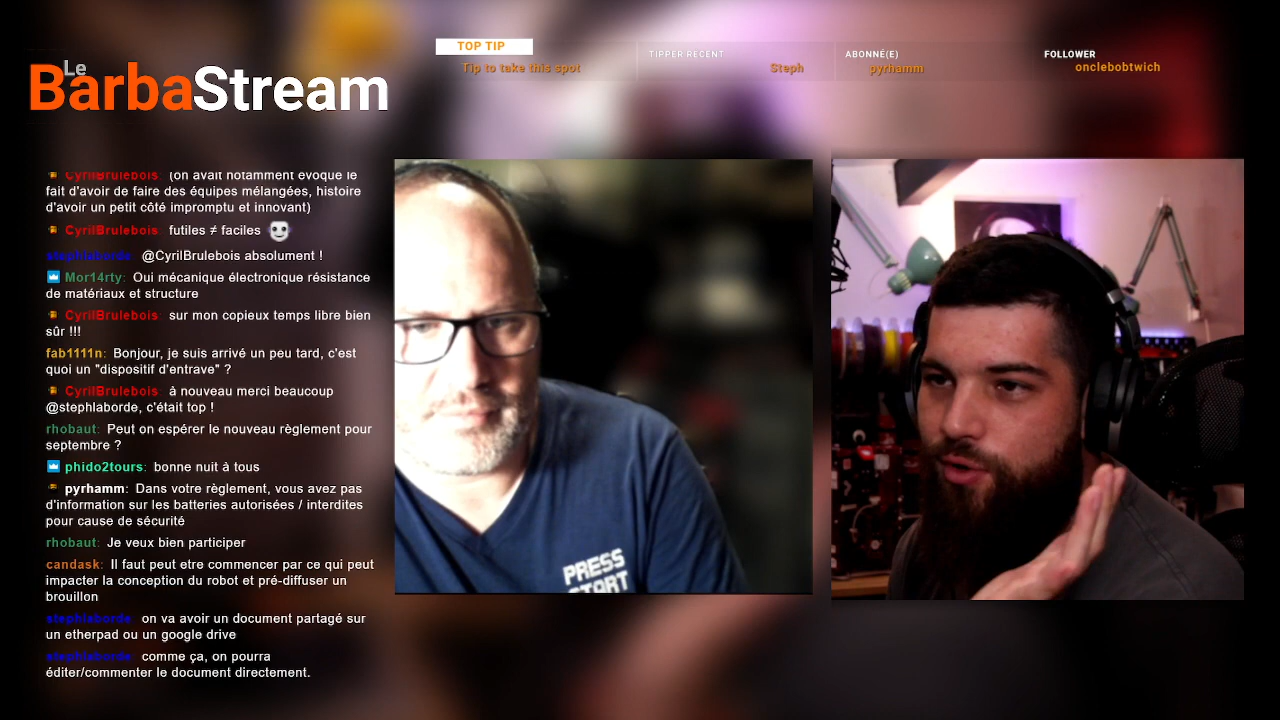 Le
BarbaStream
TOP TIP
Tip to take this spot
TIPPER RECENT
Steph
ABONNÉ(E)
pyrhamm
FOLLOWER
onclebobtwich
CyrilBrulebois: (on avait notamment évoqué le
fait d'avoir de faire des équipes mélangées, histoire
d'avoir un petit côté impromptu et innovant)
CyrilBrulebois: futiles ≠ faciles
stephlaborde: @CyrilBrulebois absolument !
Mor14rty: Oui mécanique électronique résistance
de matériaux et structure
CyrilBrulebois: sur mon copieux temps libre bien
sûr !!!
fab1111n: Bonjour, je suis arrivé un peu tard, c'est
quoi un "dispositif d'entrave" ?
CyrilBrulebois: à nouveau merci beaucoup
@stephlaborde, c'était top !
rhobaut: Peut on espérer le nouveau règlement pour
septembre ?
phido2tours: bonne nuit à tous
pyrhamm: Dans votre règlement, vous avez pas
d'information sur les batteries autorisées / interdites
pour cause de sécurité
rhobaut: Je veux bien participer
candask: Il faut peut etre commencer par ce qui peut
impacter la conception du robot et pré-diffuser un
brouillon
stephlaborde: on va avoir un document partagé sur
un etherpad ou un google drive
stephlaborde: comme ça, on pourra
éditer/commenter le document directement.
PRESS
START